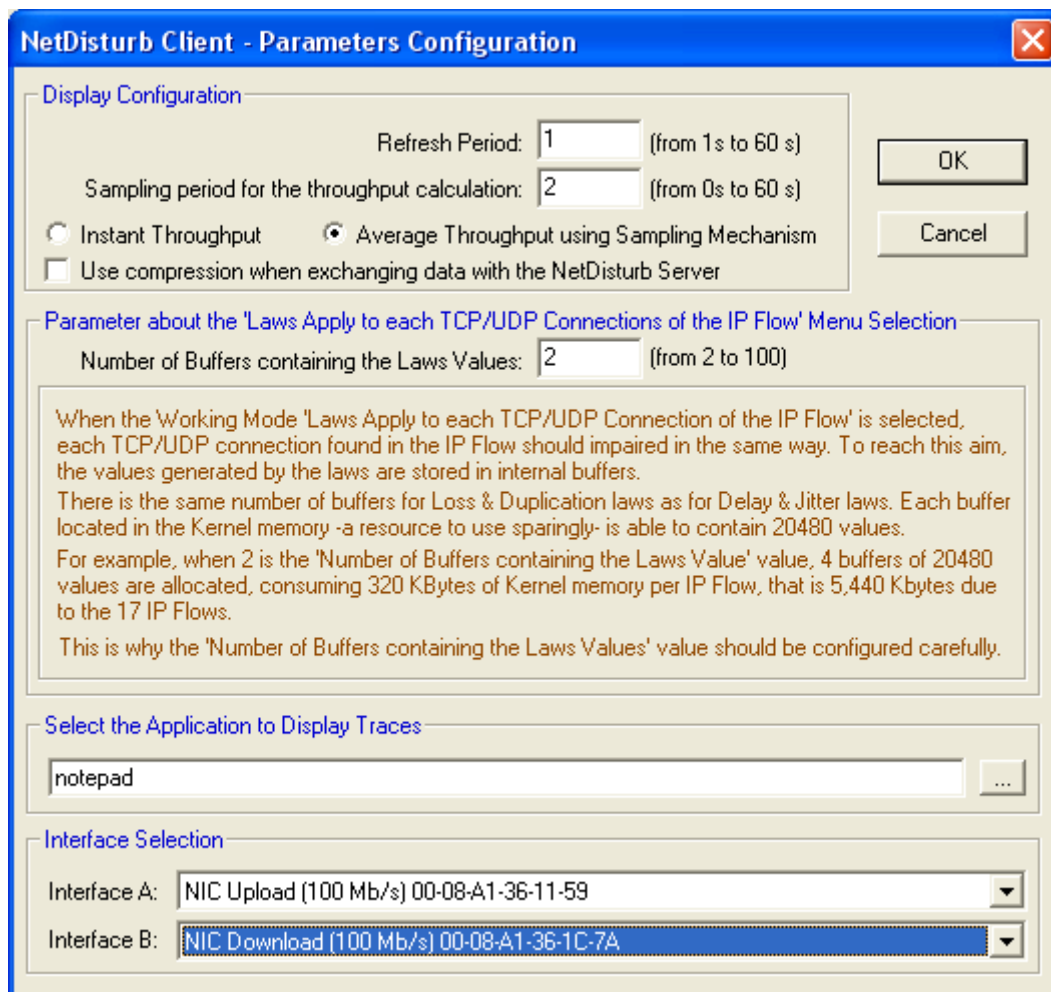 NetDisturb Client - Parameters Configuration
Display Configuration
Refresh Period: 1 (from 1s to 60 s)
OK
Sampling period for the throughput calculation: 2 (from 0s to 60 s)
Instant Throughput Average Throughput using Sampling Mechanism
Cancel
Use compression when exchanging data with the NetDisturb Server
Parameter about the 'Laws Apply to each TCP/UDP Connections of the IP Flow' Menu Selection
Number of Buffers containing the Laws Values: 2 (from 2 to 100)
When the Working Mode 'Laws Apply to each TCP/UDP Connection of the IP Flow' is selected,
each TCP/UDP connection found in the IP Flow should impaired in the same way. To reach this aim,
the values generated by the laws are stored in internal buffers.
There is the same number of buffers for Loss & Duplication laws as for Delay & Jitter laws. Each buffer
located in the Kernel memory -a resource to use sparingly- is able to contain 20480 values.
For example, when 2 is the 'Number of Buffers containing the Laws Value' value, 4 buffers of 20480
values are allocated, consuming 320 KBytes of Kernel memory per IP Flow, that is 5,440 Kbytes due
to the 17 IP Flows.
This is why the 'Number of Buffers containing the Laws Values' value should be configured carefully.
Select the Application to Display Traces
notepad ...
Interface Selection
Interface A: NIC Upload (100 Mb/s) 00-08-A1-36-11-59
Interface B: NIC Download (100 Mb/s) 00-08-A1-36-1C-7A